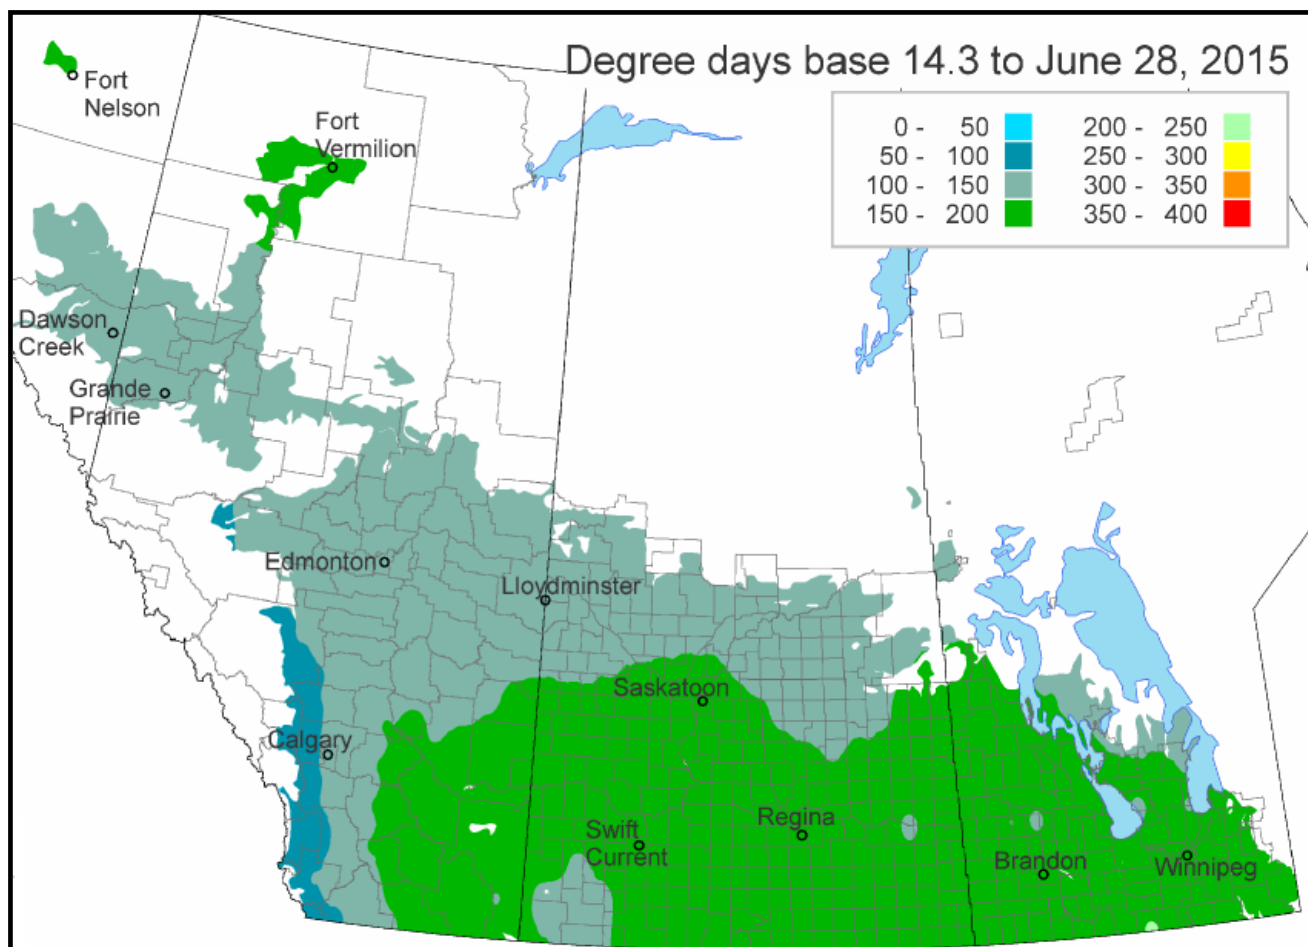 Degree days base 14.3 to June 28, 2015
0 - 50 200 - 250
50 - 100 250 - 300
100 - 150 300 - 350
150 - 200 350 - 400
Fort
Nelson
Fort
Vermilion
Dawson
Creek
Grande
Prairie
Edmonton
Lloydminster
Saskatoon
Calgary
Swift
Current
Regina
Brandon
Winnipeg